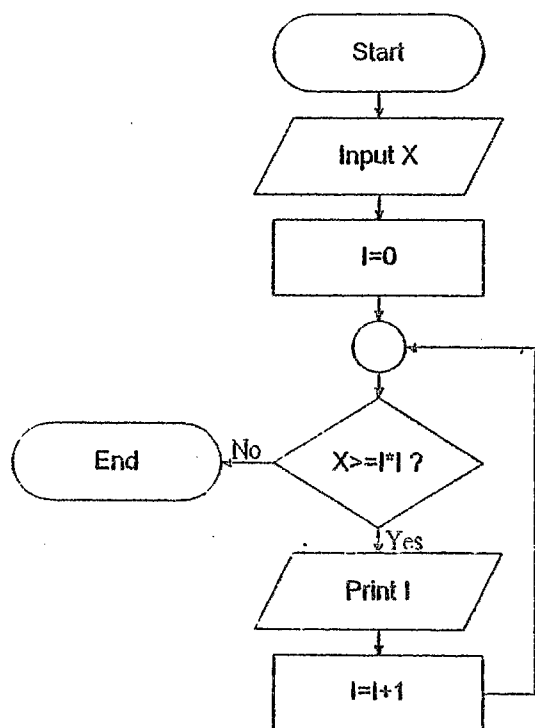 Start
Input X
I=0
X>=I*I ?
No
End
Yes
Print I
I=I+1